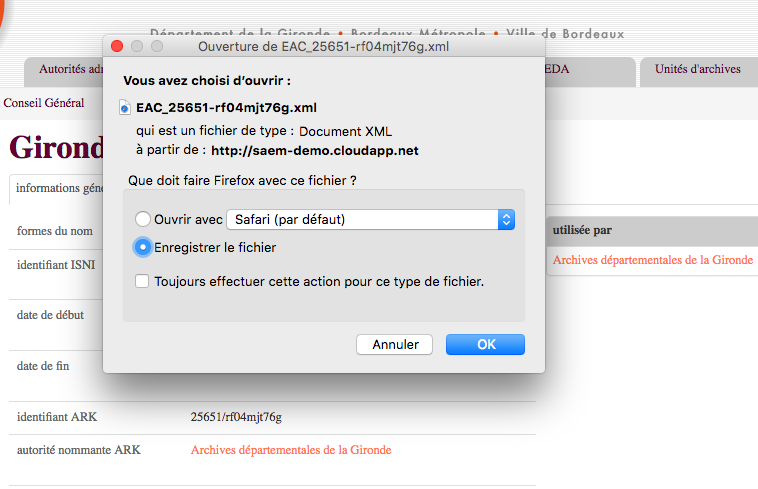 Département de la Gironde • Bordeaux Métropole • Ville de Bordeaux
Ouverture de EAC_25651-rf04mjt76g.xml
Autorités
EDA
Unités d'archives
Conseil Général
Vous avez choisi d'ouvrir :
EAC_25651-rf04mjt76g.xml
qui est un fichier de type : Document XML
à partir de : http://saem-demo.cloudapp.net
Girond
informations
Que doit faire Firefox avec ce fichier ?
Ouvrir avec Safari (par défaut)
formes du nom
utilisée par
Enregistrer le fichier
identifiant ISNI
Archives départementales de la Gironde
Toujours effectuer cette action pour ce type de fichier.
date de début
Annuler
OK
date de fin
identifiant ARK 25651/rf04mjt76g
autorité nommante ARK Archives départementales de la Gironde